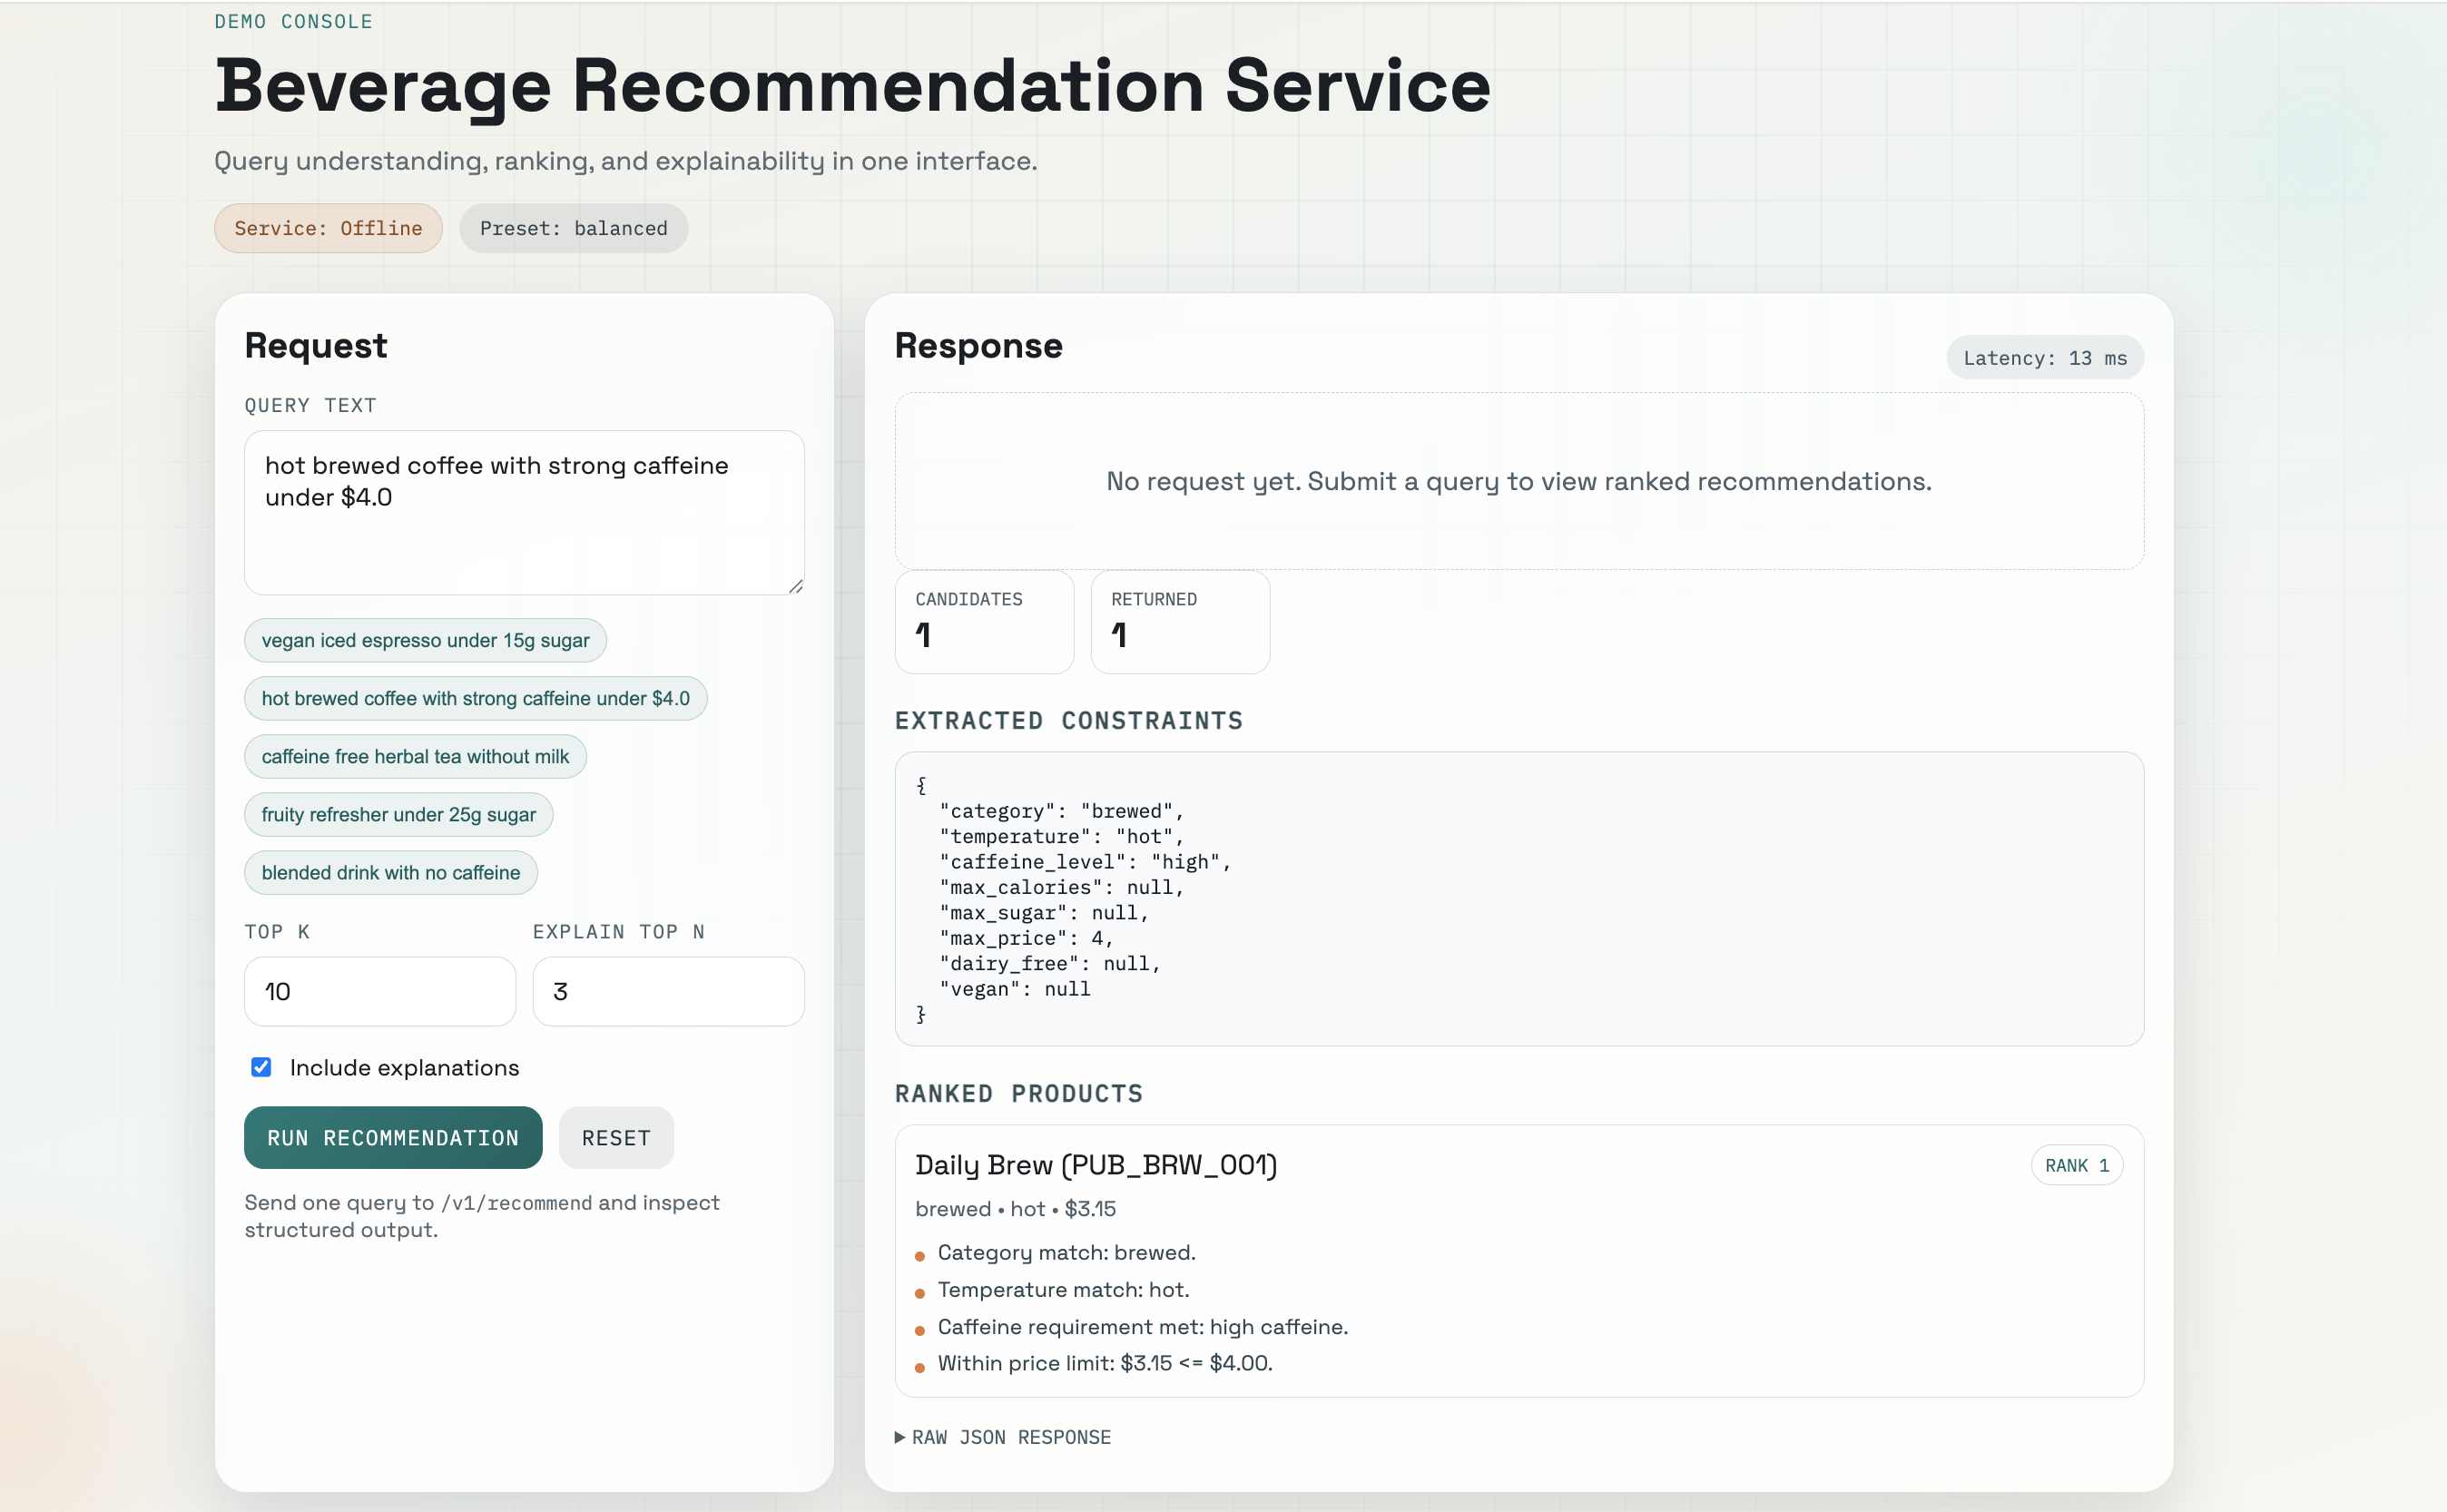 DEMO CONSOLE
Beverage Recommendation Service
Query understanding, ranking, and explainability in one interface.
Service: Offline
Preset: balanced
Request
QUERY TEXT
hot brewed coffee with strong caffeine
under $4.0
vegan iced espresso under 15g sugar
hot brewed coffee with strong caffeine under $4.0
caffeine free herbal tea without milk
fruity refresher under 25g sugar
blended drink with no caffeine
TOP K
EXPLAIN TOP N
10
3
Include explanations
RUN RECOMMENDATION
RESET
Send one query to /v1/recommend and inspect
structured output.
Response
Latency: 13 ms
No request yet. Submit a query to view ranked recommendations.
CANDIDATES
1
RETURNED
1
EXTRACTED CONSTRAINTS
{
"category": "brewed",
"temperature": "hot",
"caffeine_level": "high",
"max_calories": null,
"max_sugar": null,
"max_price": 4,
"dairy_free": null,
"vegan": null
}
RANKED PRODUCTS
Daily Brew (PUB_BRW_001)
RANK 1
brewed • hot • $3.15
Category match: brewed.
Temperature match: hot.
Caffeine requirement met: high caffeine.
Within price limit: $3.15 <= $4.00.
RAW JSON RESPONSE